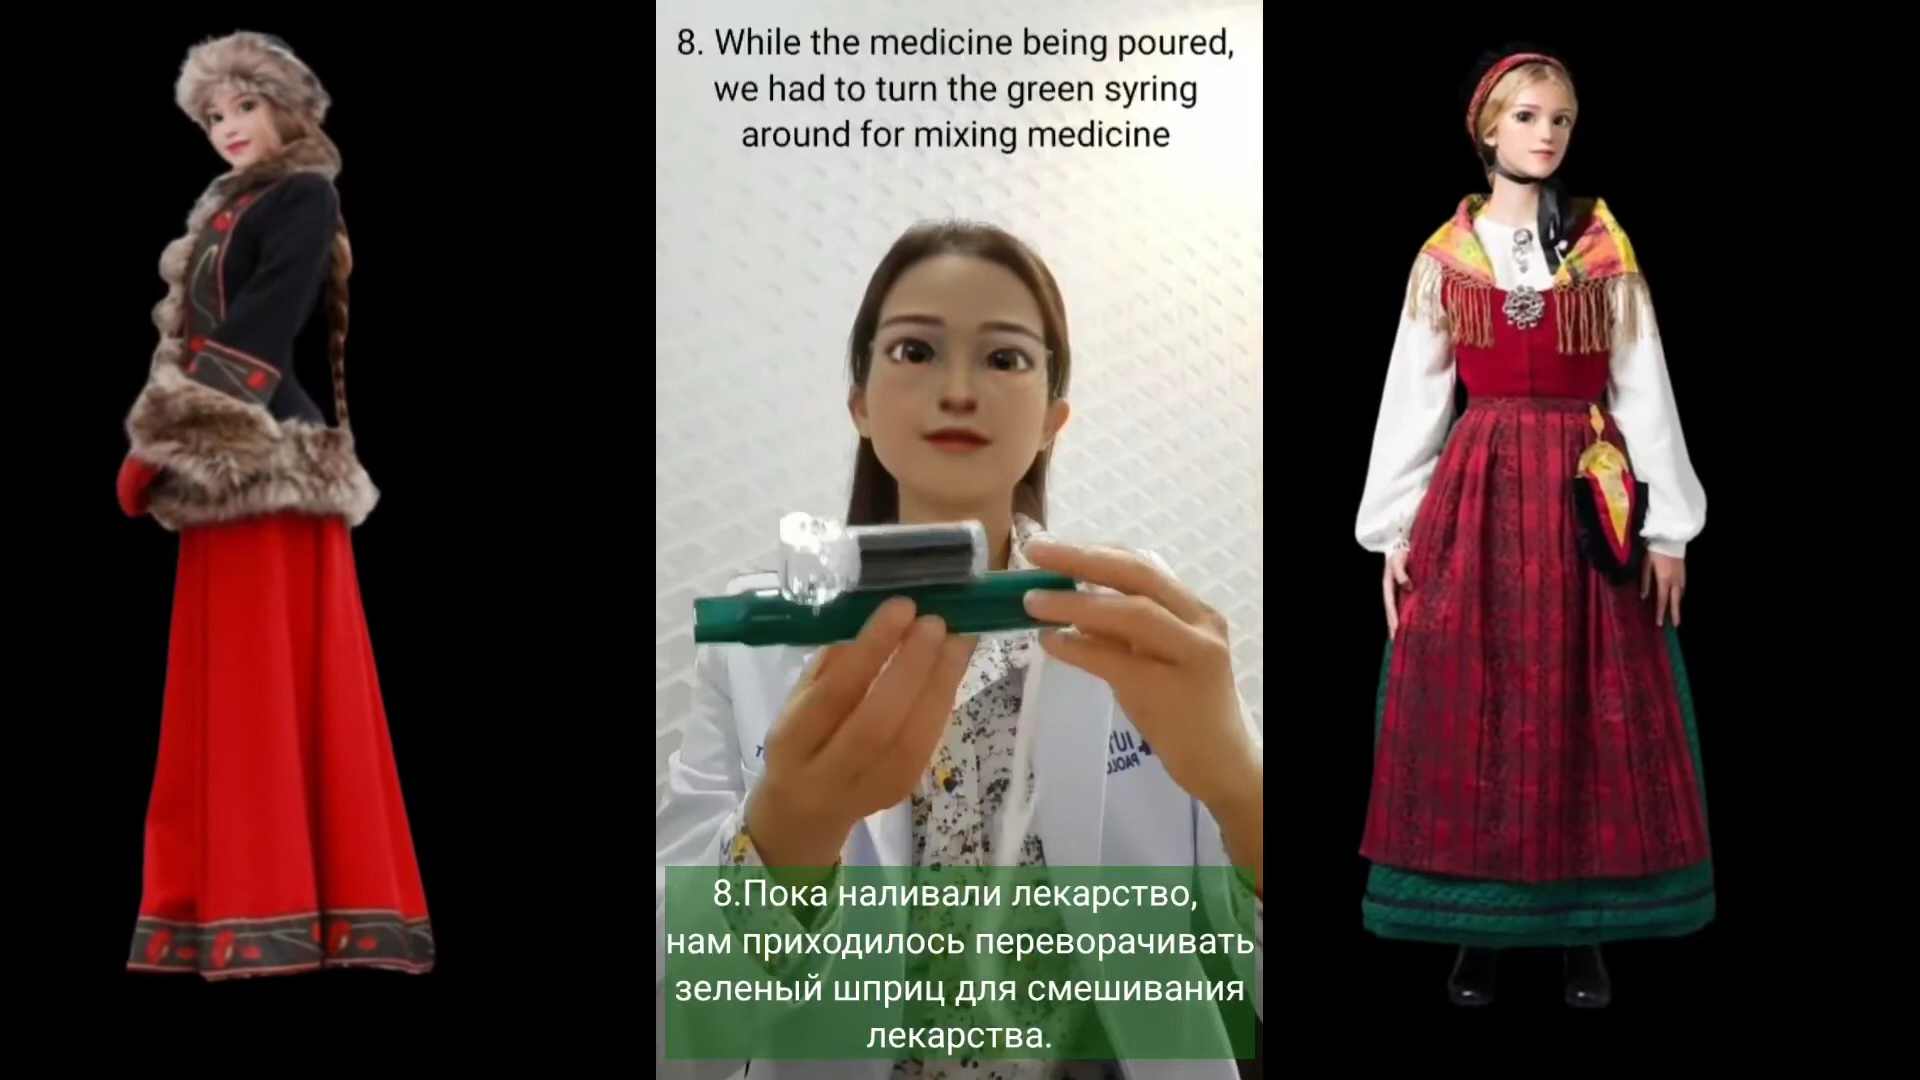 8. While the medicine being poured,
we had to turn the green syring
around for mixing medicine
8.Пока наливали лекарство,
нам приходилось переворачивать
зеленый шприц для смешивания
лекарства.